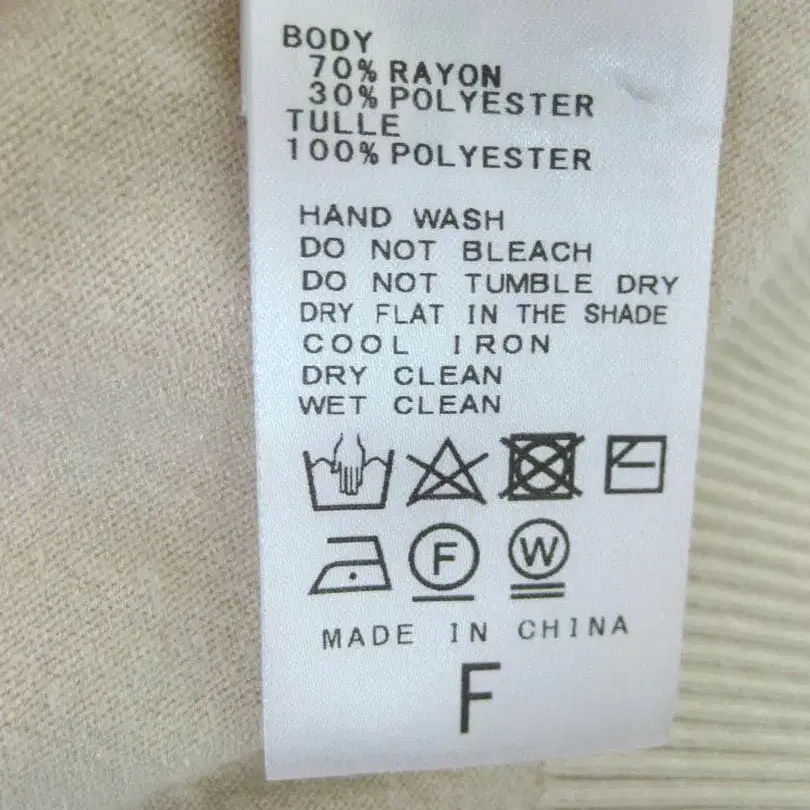 BODY
70% RAYON
30% POLYESTER
TULLE
100% POLYESTER
HAND WASH
DO NOT BLEACH
DO NOT TUMBLE DRY
DRY FLAT IN THE SHADE
COOL IRON
DRY CLEAN
WET CLEAN
F W
MADE IN CHINA
F